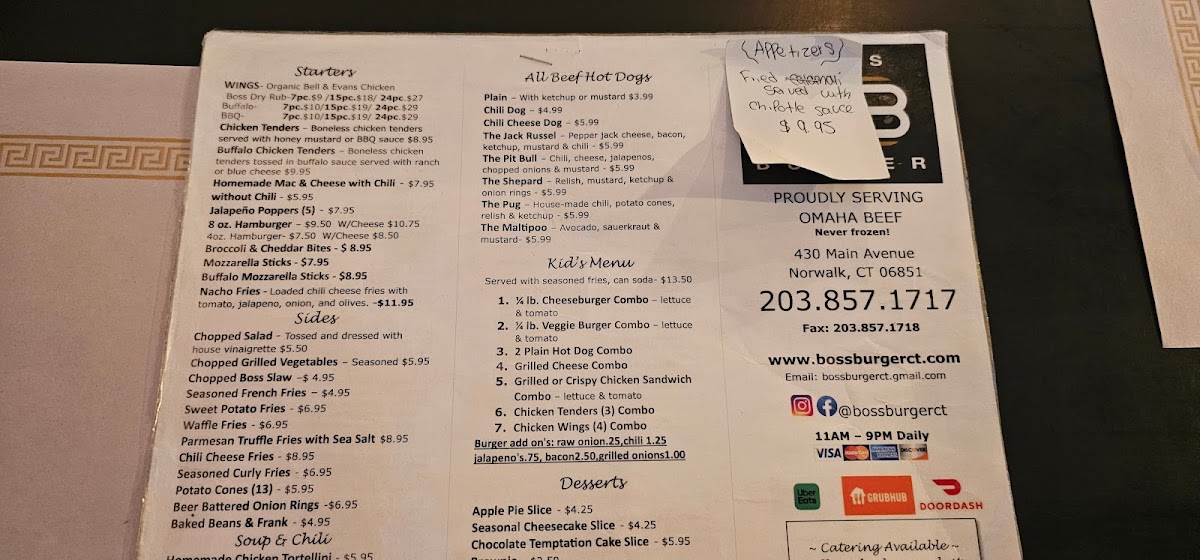 Starters
WINGS- Organic Bell & Evans Chicken
Boss Dry Rub-7pc.$9 /15pc.$18/ 24pc.$27
Buffalo- 7pc.$10/15pc.$19/ 24pc.$29
BBQ- 7pc.$10/15pc.$19/ 24pc.$29
Chicken Tenders - Boneless chicken tenders
served with honey mustard or BBQ sauce $8.95
Buffalo Chicken Tenders – Boneless chicken
tenders tossed in buffalo sauce served with ranch
or blue cheese $9.95
Homemade Mac & Cheese with Chili - $7.95
without Chili - $5.95
Jalapeño Poppers (5) - $7.95
8 oz. Hamburger – $9.50 W/Cheese $10.75
4oz. Hamburger- $7.50 W/Cheese $8.50
Broccoli & Cheddar Bites - $ 8.95
Mozzarella Sticks - $7.95
Buffalo Mozzarella Sticks - $8.95
Nacho Fries - Loaded chili cheese fries with
tomato, jalapeno, onion, and olives. –$11.95
Sides
Chopped Salad – Tossed and dressed with
house vinaigrette $5.50
Chopped Grilled Vegetables – Seasoned $5.95
Chopped Boss Slaw –$ 4.95
Seasoned French Fries – $4.95
Sweet Potato Fries - $6.95
Waffle Fries - $6.95
Parmesan Truffle Fries with Sea Salt $8.95
Chili Cheese Fries - $8.95
Seasoned Curly Fries - $6.95
Potato Cones (13) - $5.95
Beer Battered Onion Rings -$6.95
Baked Beans & Frank - $4.95
Soup & Chili
Homemade Chicken Tortellini - $5.95
All Beef Hot Dogs
Plain – With ketchup or mustard $3.99
Chili Dog – $4.99
Chili Cheese Dog – $5.99
The Jack Russel – Pepper jack cheese, bacon,
ketchup, mustard & chili - $5.99
The Pit Bull – Chili, cheese, jalapenos,
chopped onions & mustard - $5.99
The Shepard – Relish, mustard, ketchup &
onion rings - $5.99
The Pug – House-made chili, potato cones,
relish & ketchup - $5.99
The Maltipoo – Avocado, sauerkraut &
mustard- $5.99
Kid's Menu
Served with seasoned fries, can soda- $13.50
1. ¼ lb. Cheeseburger Combo – lettuce
& tomato
2. ¼ lb. Veggie Burger Combo – lettuce
& tomato
3. 2 Plain Hot Dog Combo
4. Grilled Cheese Combo
5. Grilled or Crispy Chicken Sandwich
Combo – lettuce & tomato
6. Chicken Tenders (3) Combo
7. Chicken Wings (4) Combo
Burger add on's: raw onion.25,chili 1.25
jalapeno's.75, bacon2.50,grilled onions1.00
Desserts
Apple Pie Slice - $4.25
Seasonal Cheesecake Slice - $4.25
Chocolate Temptation Cake Slice - $5.95
(Appetizers)
Fried
Served with
Chipotle sauce
$9.95
S
B
B
E R
PROUDLY SERVING
OMAHA BEEF
Never frozen!
430 Main Avenue
Norwalk, CT 06851
203.857.1717
Fax: 203.857.1718
www.bossburgerct.com
Email: bossburgerct.gmail.com
@bossburgerct
11AM – 9PM Daily
VISA MasterCard DISCOVER
Uber
Eats
GRUBHUB
DOORDASH
~ Catering Available ~